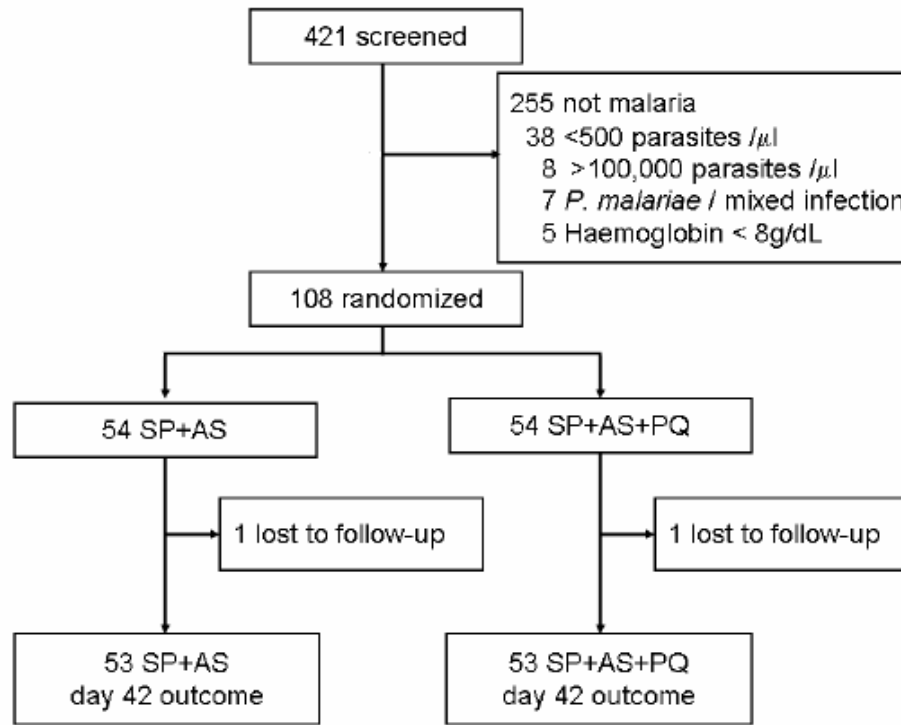 421 screened
255 not malaria
38 <500 parasites /μl
8 >100,000 parasites /μl
7 P. malariae / mixed infection
5 Haemoglobin < 8g/dL
108 randomized
54 SP+AS
54 SP+AS+PQ
1 lost to follow-up
1 lost to follow-up
53 SP+AS
day 42 outcome
53 SP+AS+PQ
day 42 outcome